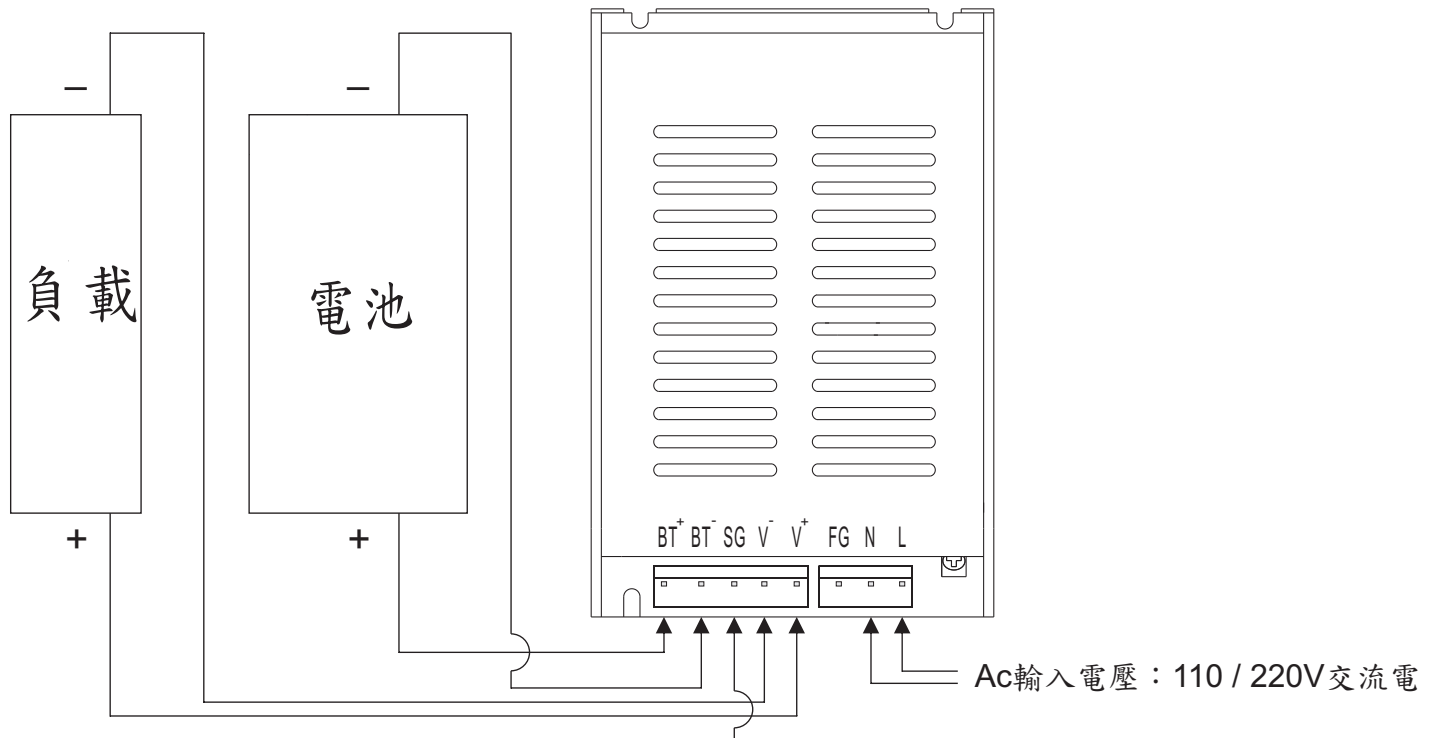 − −
負載 電池
+ +
BT+ BT- SG V- V+ FG N L
Ac輸入電壓：110 / 220V交流電